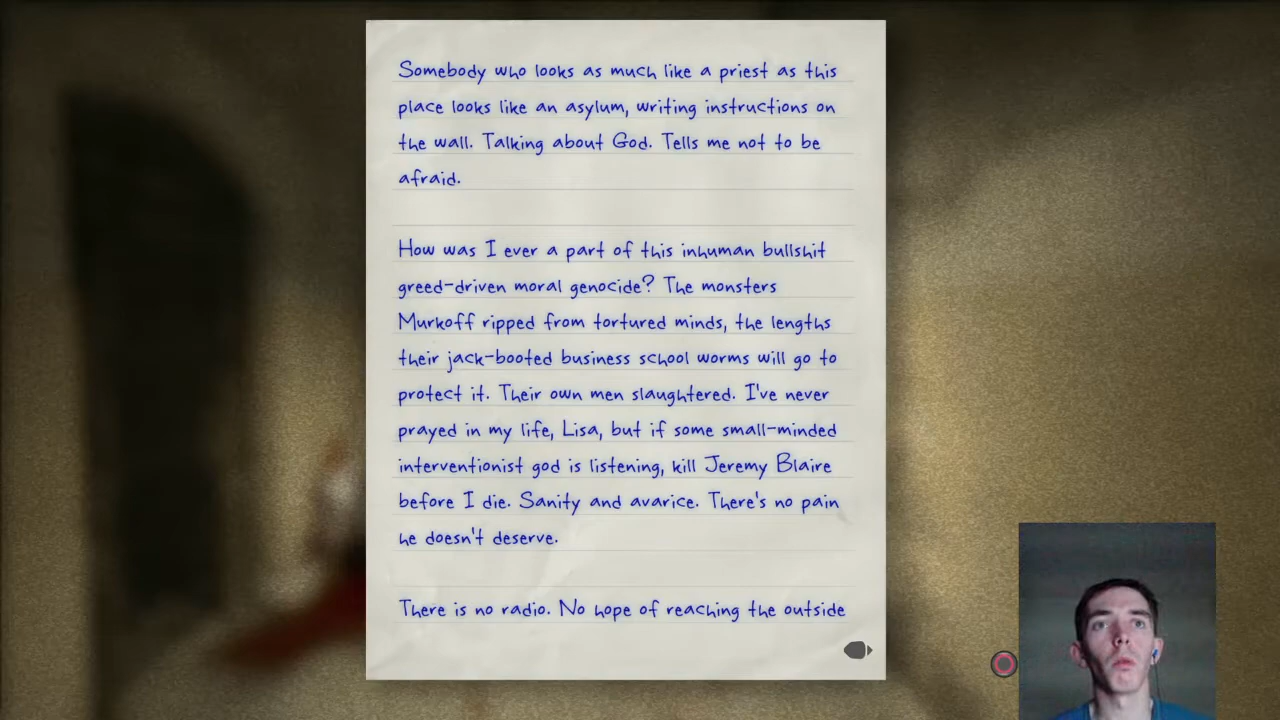 Somebody who looks as much like a priest as this
place looks like an asylum, writing instructions on
the wall. Talking about God. Tells me not to be
afraid.
How was I ever a part of this inhuman bullshit
greed-driven moral genocide? The monsters
Murkoff ripped from tortured minds, the lengths
their jack-booted business school worms will go to
protect it. Their own men slaughtered. I've never
prayed in my life, Lisa, but if some small-minded
interventionist god is listening, kill Jeremy Blaire
before I die. Sanity and avarice. There's no pain
he doesn't deserve.
There is no radio. No hope of reaching the outside